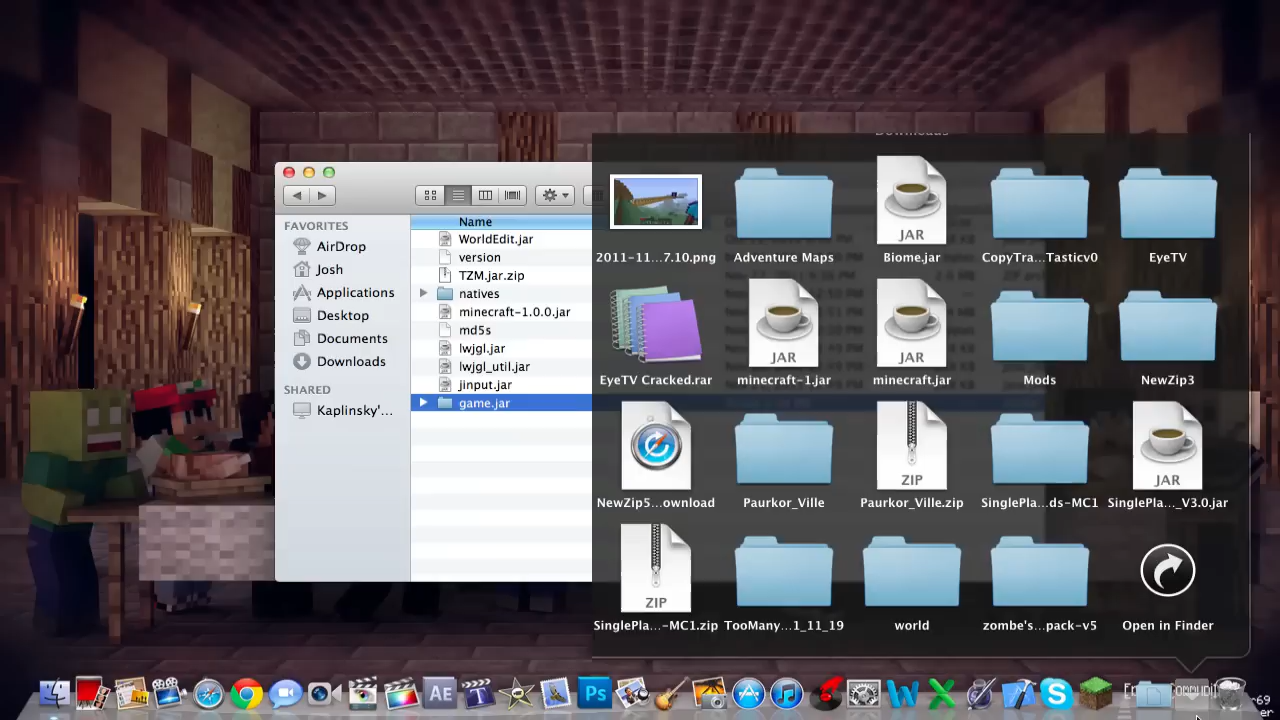 Downloads
FAVORITES
AirDrop
Josh
Applications
Desktop
Documents
Downloads
SHARED
Kaplinsky'...
Name
WorldEdit.jar
version
TZM.jar.zip
natives
minecraft-1.0.0.jar
md5s
lwjgl.jar
lwjgl_util.jar
jinput.jar
game.jar
JAR
2011-11...7.10.png
Adventure Maps
Biome.jar
CopyTra...Tasticv0
EyeTV
JAR
JAR
EyeTV Cracked.rar
minecraft-1.jar
minecraft.jar
Mods
NewZip3
ZIP
JAR
NewZip5...ownload
Paurkor_Ville
Paurkor_Ville.zip
SinglePla...ds-MC1
SinglePla..._V3.0.jar
ZIP
SinglePla...-MC1.zip
TooMany...1_11_19
world
zombe's...pack-v5
Open in Finder
AE
T
Ps